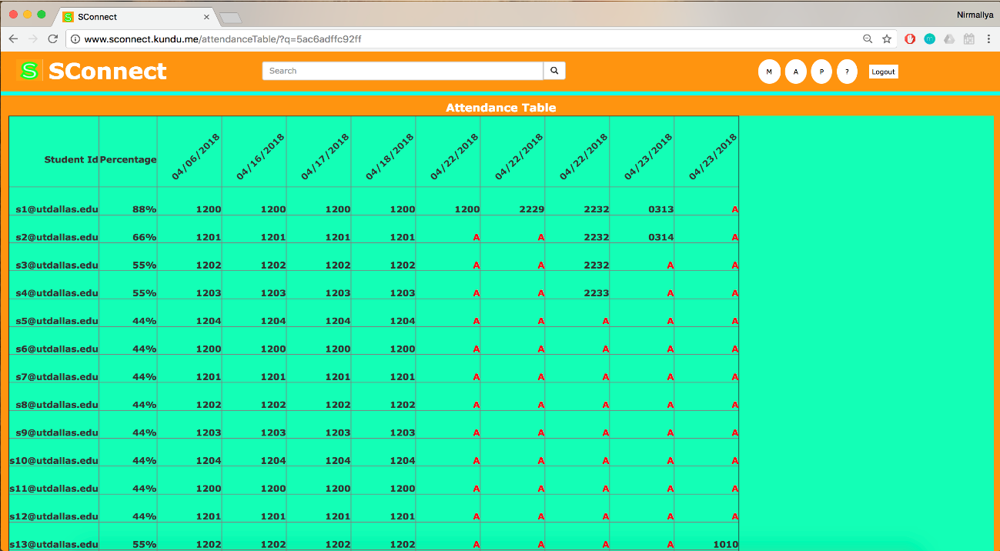 S SConnect
Nirmallya
www.sconnect.kundu.me/attendanceTable/?q=5ac6adffc92ff
S SConnect Search M A P ? Logout
Attendance Table
Student Id Percentage 04/06/2018 04/16/2018 04/17/2018 04/18/2018 04/22/2018 04/22/2018 04/22/2018 04/23/2018 04/23/2018
s1@utdallas.edu 88% 1200 1200 1200 1200 1200 2229 2232 0313 A
s2@utdallas.edu 66% 1201 1201 1201 1201 A A 2232 0314 A
s3@utdallas.edu 55% 1202 1202 1202 1202 A A 2232 A A
s4@utdallas.edu 55% 1203 1203 1203 1203 A A 2233 A A
s5@utdallas.edu 44% 1204 1204 1204 1204 A A A A A
s6@utdallas.edu 44% 1200 1200 1200 1200 A A A A A
s7@utdallas.edu 44% 1201 1201 1201 1201 A A A A A
s8@utdallas.edu 44% 1202 1202 1202 1202 A A A A A
s9@utdallas.edu 44% 1203 1203 1203 1203 A A A A A
s10@utdallas.edu 44% 1204 1204 1204 1204 A A A A A
s11@utdallas.edu 44% 1200 1200 1200 1200 A A A A A
s12@utdallas.edu 44% 1201 1201 1201 1201 A A A A A
s13@utdallas.edu 55% 1202 1202 1202 1202 A A A A 1010